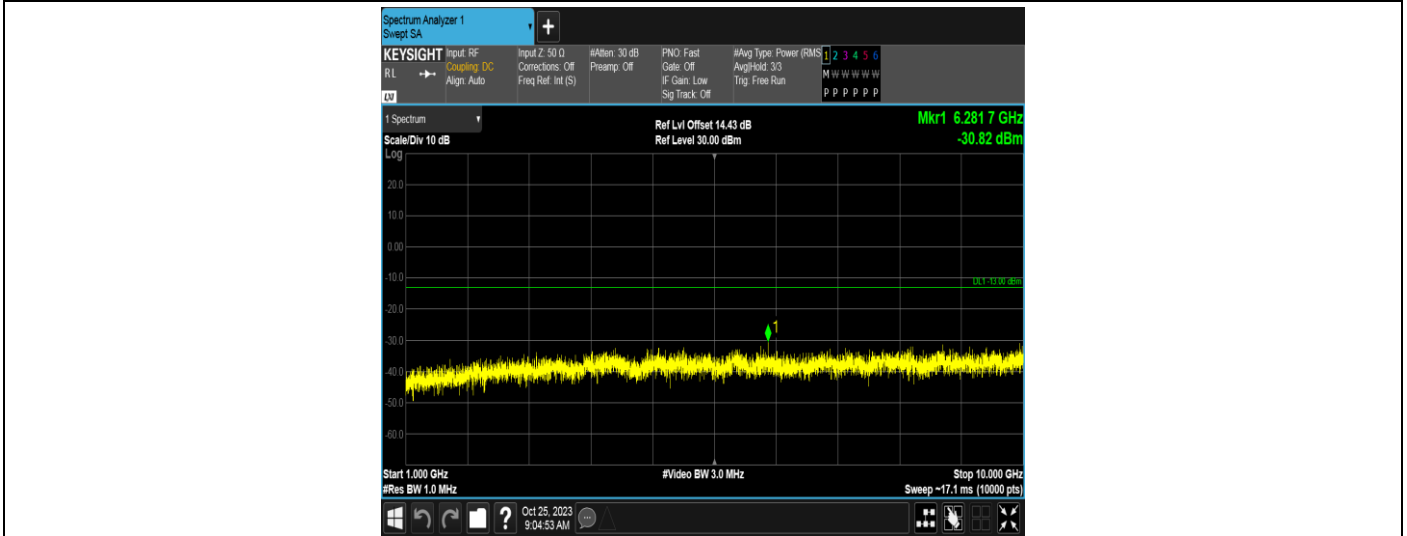 Spectrum Analyzer 1
Swept SA
+
KEYSIGHT
RL
LXI
Input: RF
Coupling: DC
Align: Auto
Input Z: 50 Ω
Corrections: Off
Freq Ref: Int (S)
#Atten: 30 dB
Preamp: Off
PNO: Fast
Gate: Off
IF Gain: Low
Sig Track: Off
#Avg Type: Power (RMS
Avg|Hold: 3/3
Trig: Free Run
1 2 3 4 5 6
M W W W W W
P P P P P P
1 Spectrum
Scale/Div 10 dB
Log
Ref Lvl Offset 14.43 dB
Ref Level 30.00 dBm
Mkr1 6.281 7 GHz
-30.82 dBm
20.0
10.0
0.00
-10.0
DL1 -13.00 dBm
-20.0
1
-30.0
-40.0
-50.0
-60.0
Start 1.000 GHz
#Res BW 1.0 MHz
#Video BW 3.0 MHz
Stop 10.000 GHz
Sweep ~17.1 ms (10000 pts)
?
Oct 25, 2023
9:04:53 AM